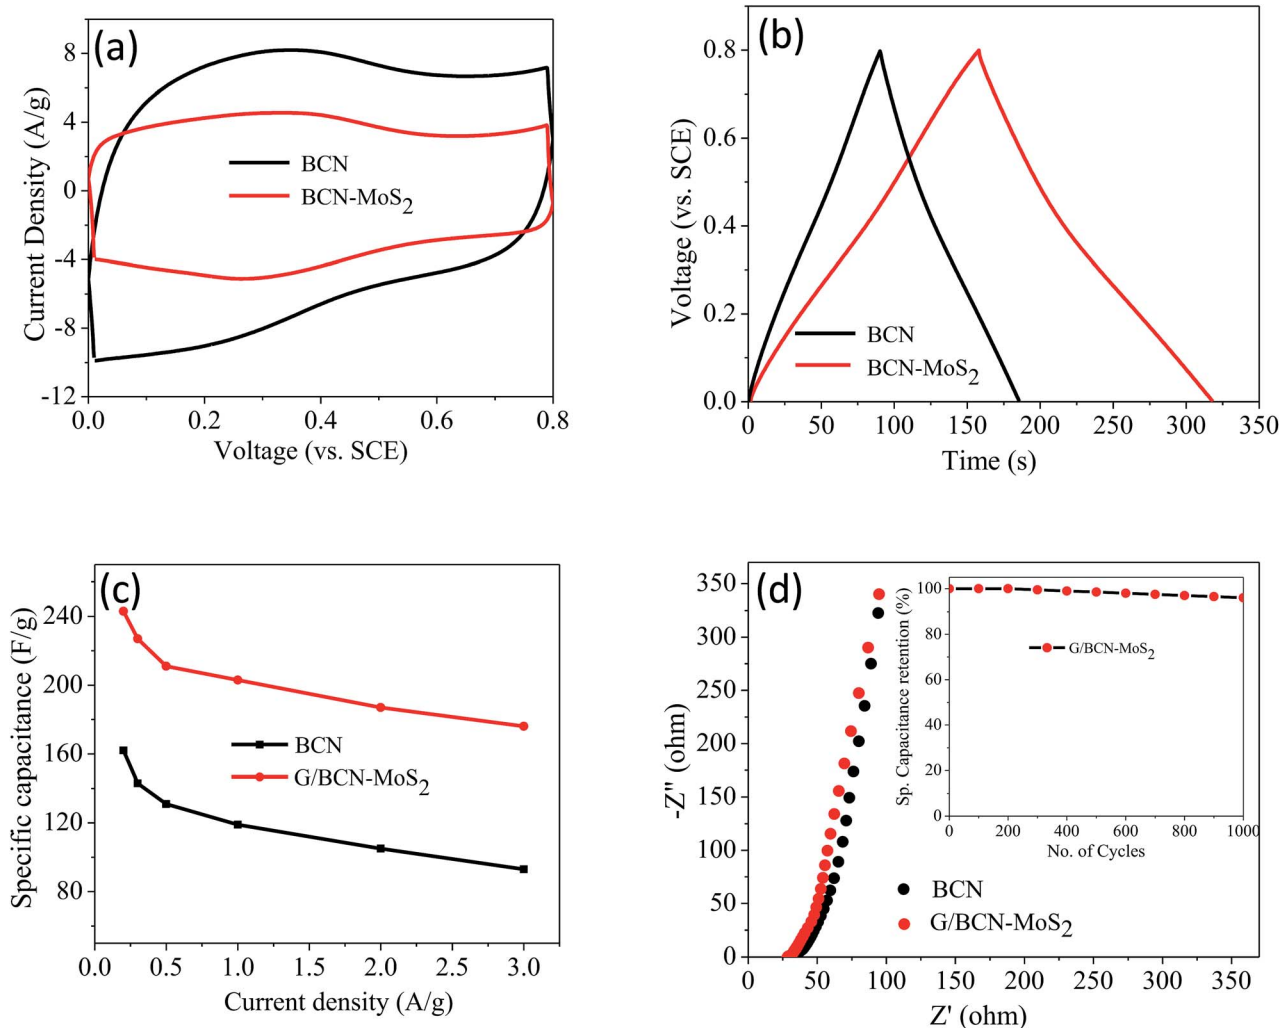 (a)
8
4
0
-4
-8
-12
Current Density (A/g)
BCN
BCN-MoS2
0.0 0.2 0.4 0.6 0.8
Voltage (vs. SCE)
(b)
0.8
0.6
0.4
0.2
0.0
Voltage (vs. SCE)
BCN
BCN-MoS2
0 50 100 150 200 250 300 350
Time (s)
(c)
240
200
160
120
80
Specific capacitance (F/g)
BCN
G/BCN-MoS2
0.0 0.5 1.0 1.5 2.0 2.5 3.0
Current density (A/g)
(d)
350
300
250
200
150
100
50
0
-Z" (ohm)
100
80
60
40
20
0
Sp. Capacitance retention (%)
G/BCN-MoS2
0 200 400 600 800 1000
No. of Cycles
BCN
G/BCN-MoS2
0 50 100 150 200 250 300 350
Z' (ohm)